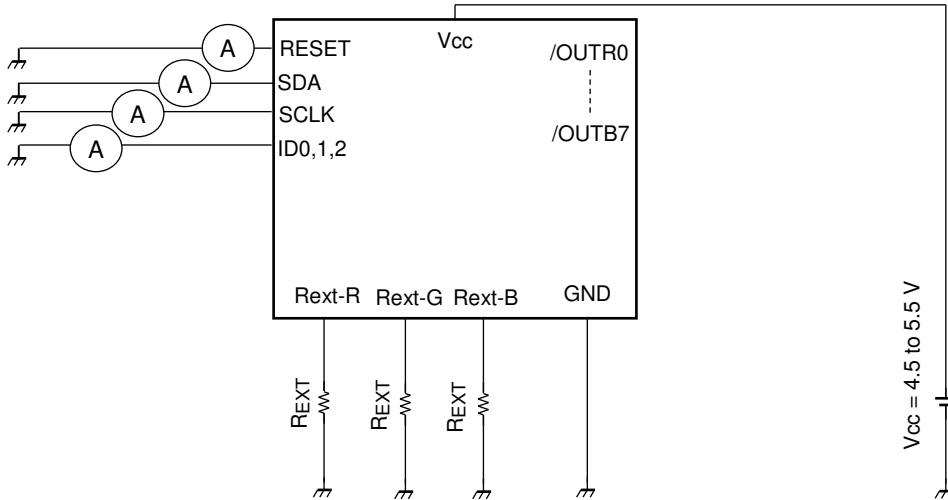 A RESET
A SDA
A SCLK
A ID0,1,2
Vcc
/OUTR0
/OUTB7
Rext-R Rext-G Rext-B GND
REXT REXT REXT
Vcc = 4.5 to 5.5 V